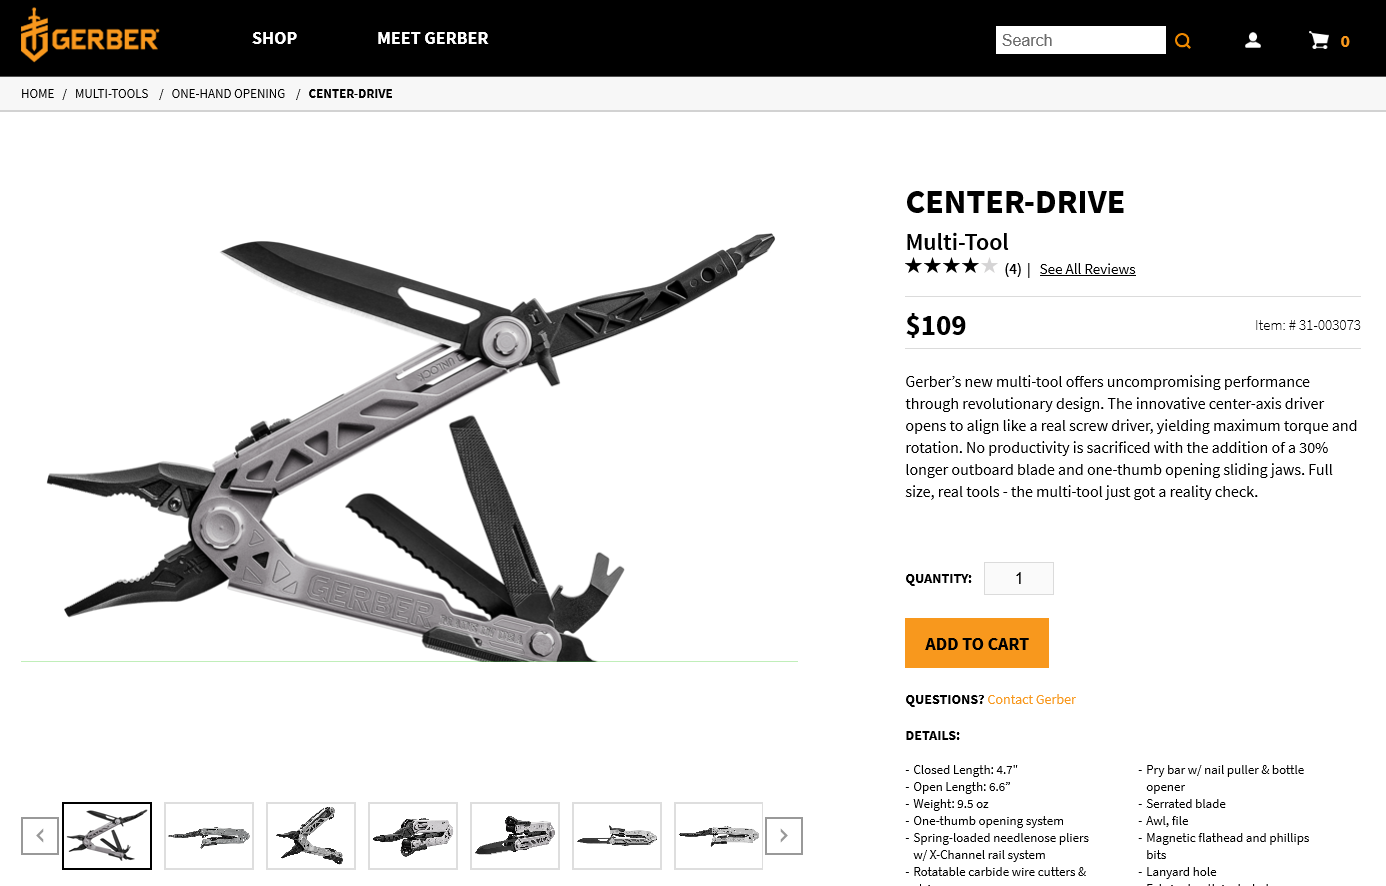 GERBER
SHOP
MEET GERBER
Search
0
HOME / MULTI-TOOLS / ONE-HAND OPENING / CENTER-DRIVE
UNLOCK
GERBER
CENTER-DRIVE
Multi-Tool
(4) | See All Reviews
$109
Item: # 31-003073
Gerber’s new multi-tool offers uncompromising performance
through revolutionary design. The innovative center-axis driver
opens to align like a real screw driver, yielding maximum torque and
rotation. No productivity is sacrificed with the addition of a 30%
longer outboard blade and one-thumb opening sliding jaws. Full
size, real tools - the multi-tool just got a reality check.
QUANTITY: 1
ADD TO CART
QUESTIONS? Contact Gerber
DETAILS:
- Closed Length: 4.7"
- Open Length: 6.6”
- Weight: 9.5 oz
- One-thumb opening system
- Spring-loaded needlenose pliers
w/ X-Channel rail system
- Rotatable carbide wire cutters &
- Pry bar w/ nail puller & bottle
opener
- Serrated blade
- Awl, file
- Magnetic flathead and phillips
bits
- Lanyard hole